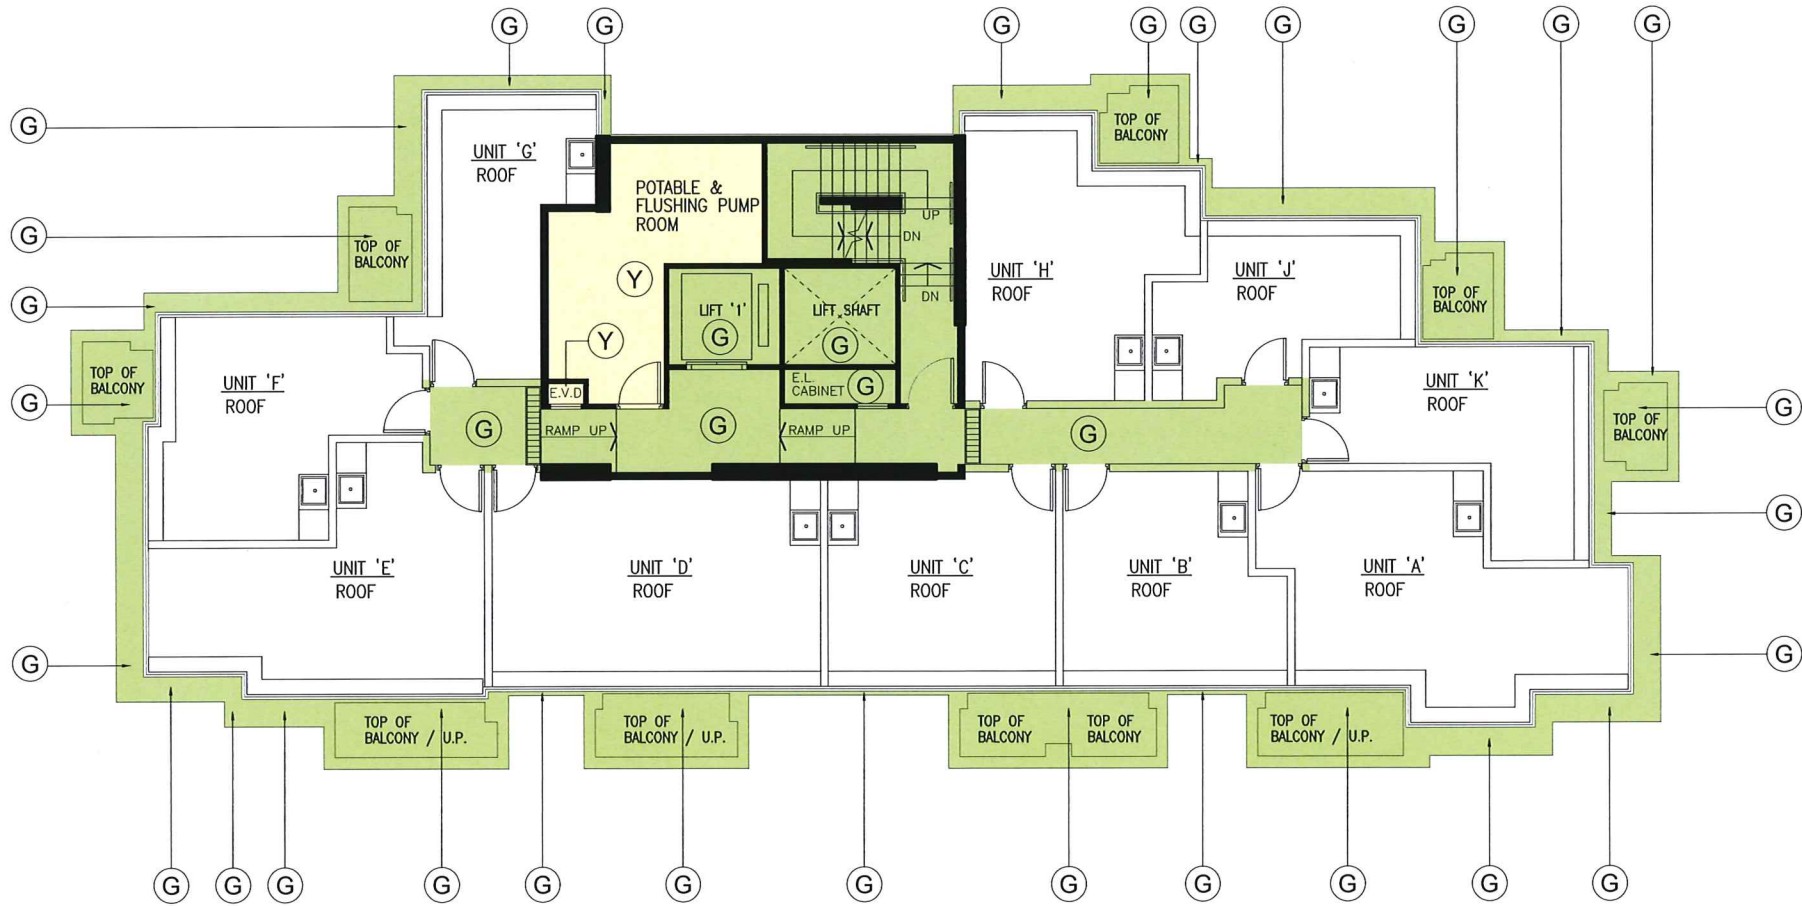 G
G
G
G
G
G
G
G
G
G
TOP OF
BALCONY
G
UNIT 'G'
ROOF
POTABLE &
FLUSHING PUMP
ROOM
UP
DN
DN
G
TOP OF
BALCONY
UNIT 'H'
ROOF
UNIT 'J'
ROOF
TOP OF
BALCONY
Y
G
LIFT '1'
G
LIFT SHAFT
G
Y
TOP OF
BALCONY
G
UNIT 'F'
ROOF
E.V.D
E.L.
CABINET
G
UNIT 'K'
ROOF
TOP OF
BALCONY
G
G
RAMP UP
G
RAMP UP
G
G
UNIT 'E'
ROOF
UNIT 'D'
ROOF
UNIT 'C'
ROOF
UNIT 'B'
ROOF
UNIT 'A'
ROOF
G
G
TOP OF
BALCONY / U.P.
TOP OF
BALCONY / U.P.
TOP OF
BALCONY
TOP OF
BALCONY
TOP OF
BALCONY / U.P.
G
G
G
G
G
G
G
G
G
G
G
G